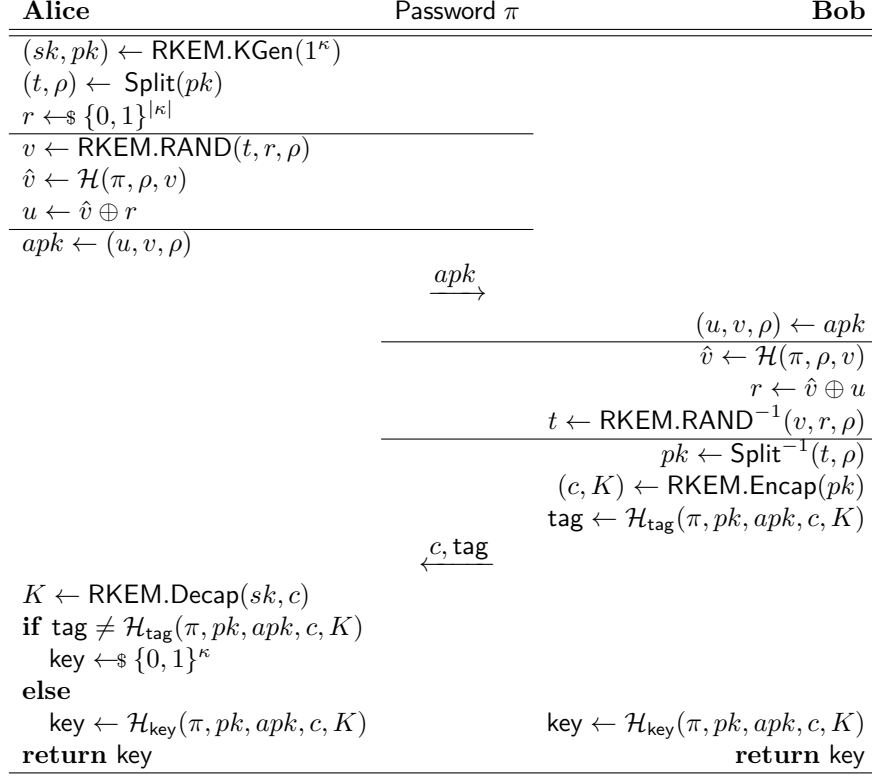 Alice Password π Bob
(sk, pk) ← RKEM.KGen(1^κ)
(t, ρ) ← Split(pk)
r ←$ {0, 1}^{|κ|}
v ← RKEM.RAND(t, r, ρ)
v̂ ← ℋ(π, ρ, v)
u ← v̂ ⊕ r
apk ← (u, v, ρ)
apk
⟶
(u, v, ρ) ← apk
v̂ ← ℋ(π, ρ, v)
r ← v̂ ⊕ u
t ← RKEM.RAND^{−1}(v, r, ρ)
pk ← Split^{−1}(t, ρ)
(c, K) ← RKEM.Encap(pk)
tag ← ℋ_tag(π, pk, apk, c, K)
c, tag
⟵
K ← RKEM.Decap(sk, c)
if tag ≠ ℋ_tag(π, pk, apk, c, K)
key ←$ {0, 1}^κ
else
key ← ℋ_key(π, pk, apk, c, K) key ← ℋ_key(π, pk, apk, c, K)
return key return key